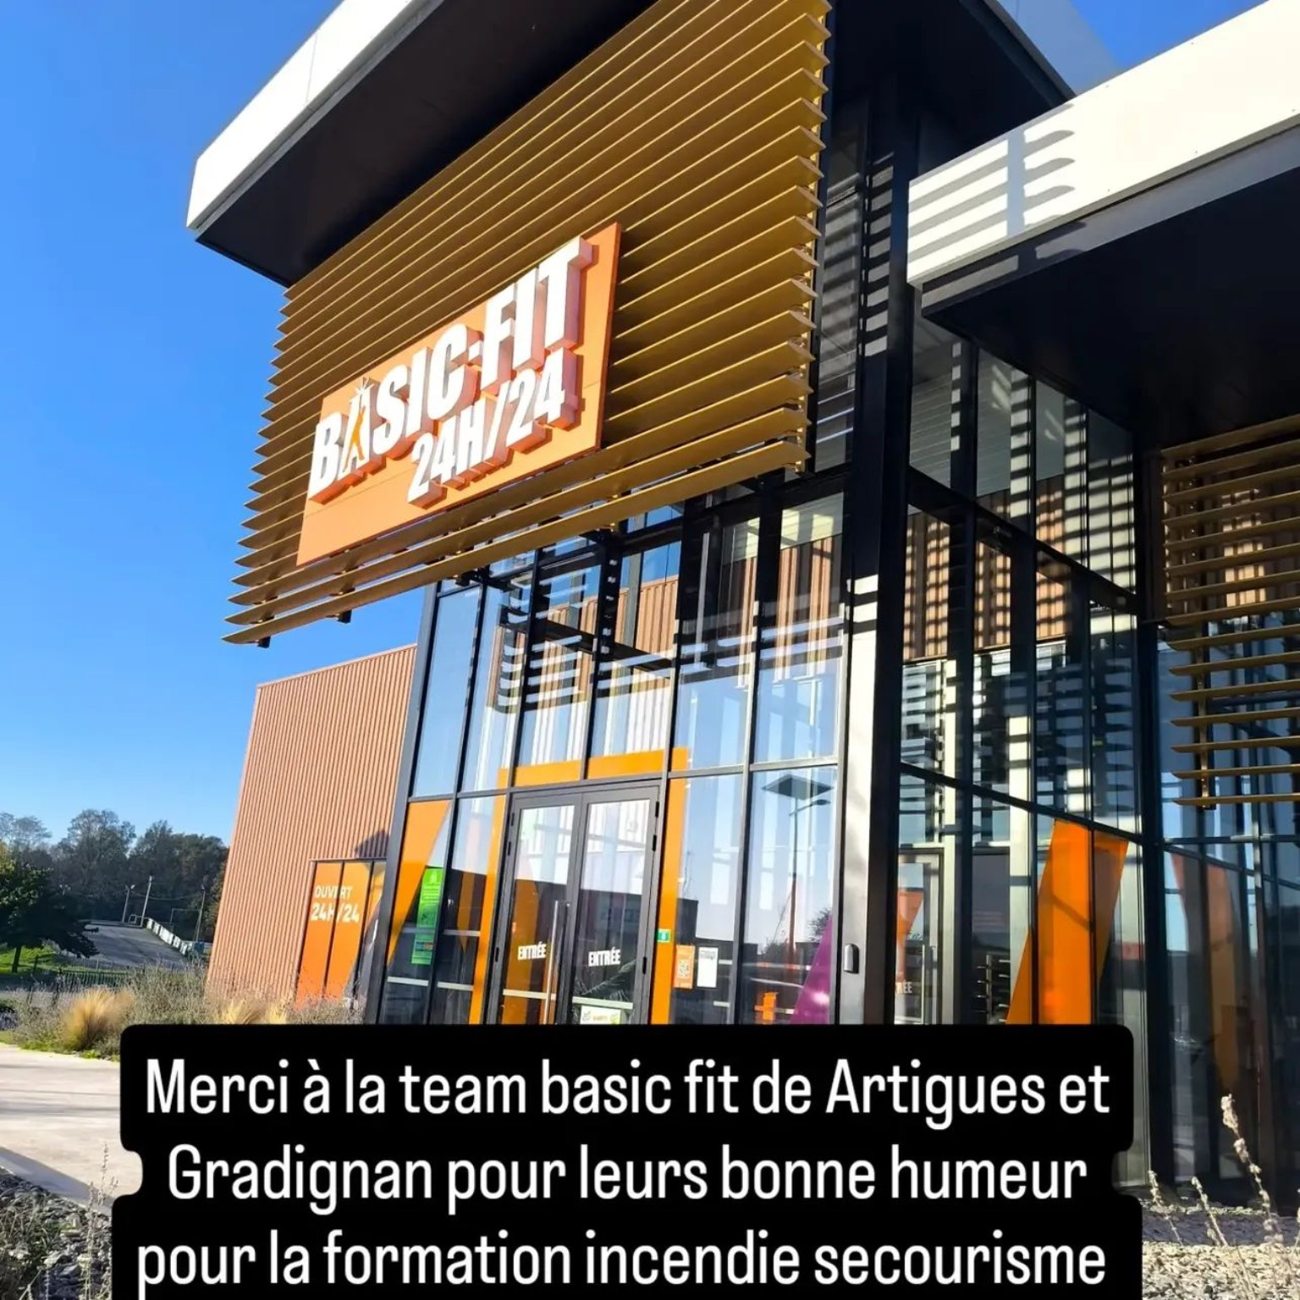 BASIC-FIT
24H/24
OUVERT
24H/24
ENTRÉE
ENTRÉE
Merci à la team basic fit de Artigues et
Gradignan pour leurs bonne humeur
pour la formation incendie secourisme